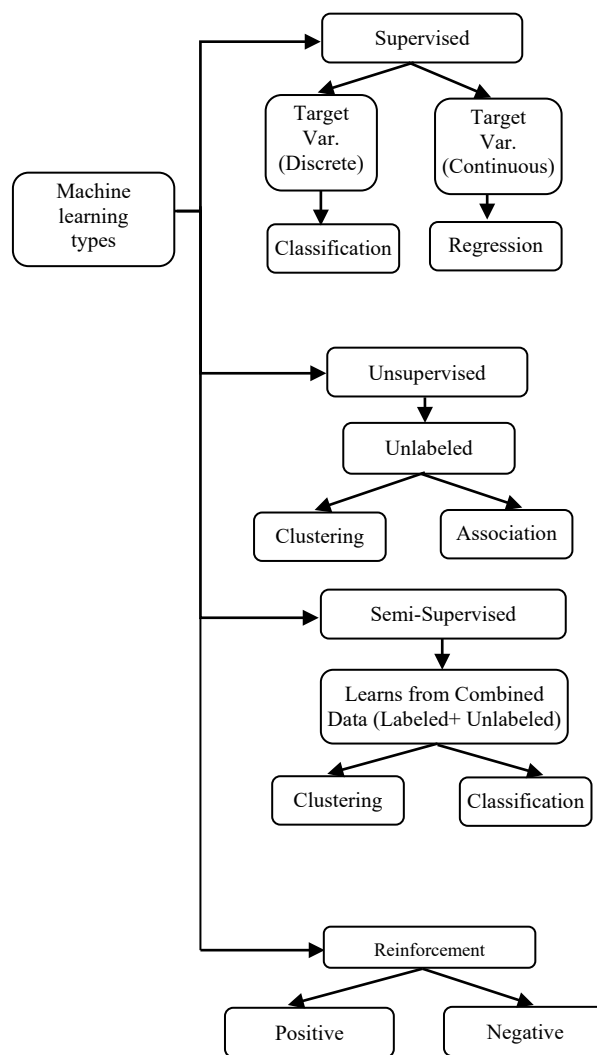 Supervised
Target
Var.
(Discrete)
Target
Var.
(Continuous)
Machine
learning
types
Classification
Regression
Unsupervised
Unlabeled
Clustering
Association
Semi-Supervised
Learns from Combined
Data (Labeled+ Unlabeled)
Clustering
Classification
Reinforcement
Positive
Negative